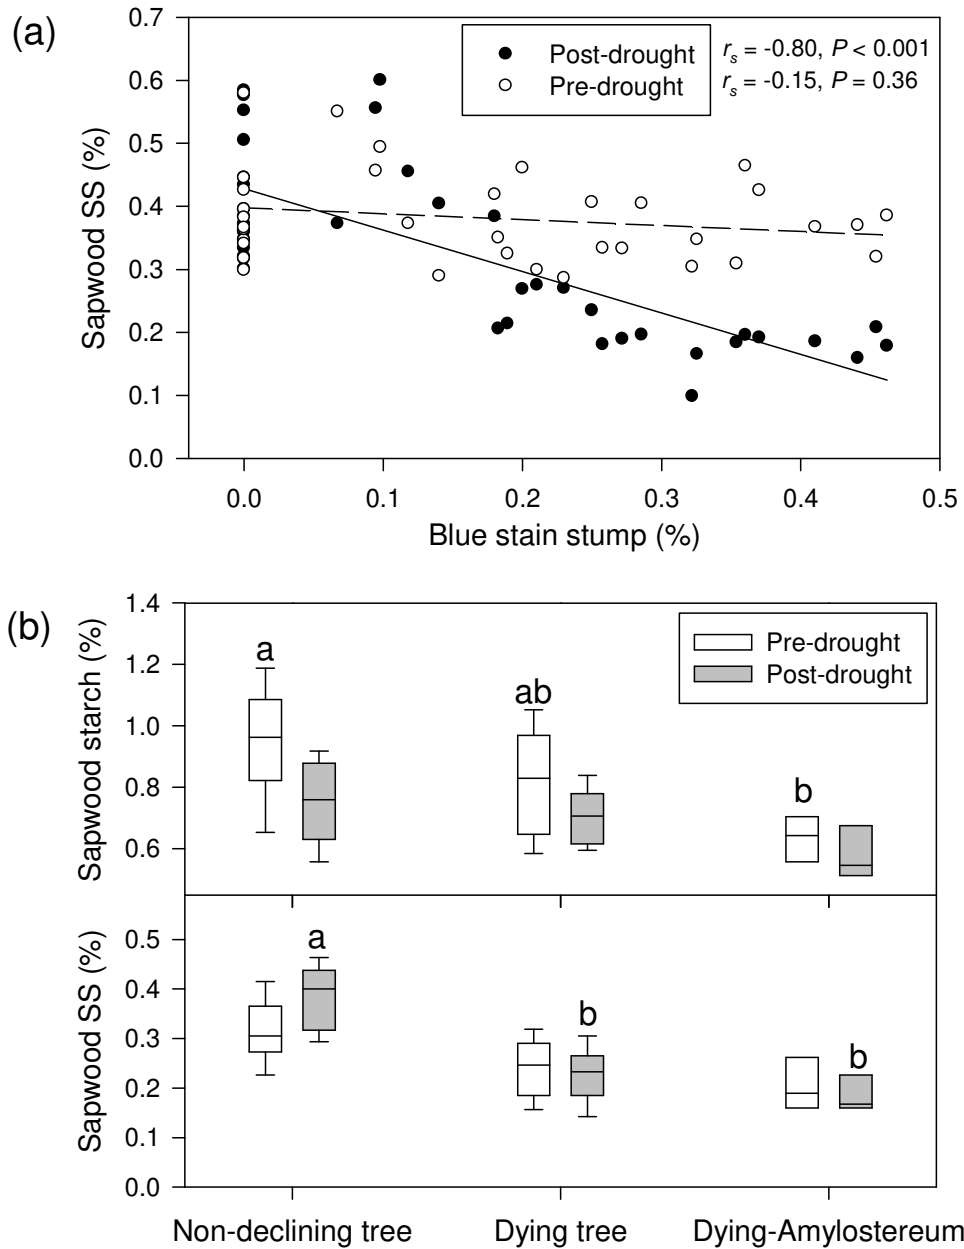 (a)
Sapwood SS (%)
0.7
0.6
0.5
0.4
0.3
0.2
0.1
0.0
Post-drought
Pre-drought
rs = -0.80, P < 0.001
rs = -0.15, P = 0.36
0.0 0.1 0.2 0.3 0.4 0.5
Blue stain stump (%)
(b)
Sapwood starch (%)
1.4
1.2
1.0
0.8
0.6
a
ab
b
Pre-drought
Post-drought
Sapwood SS (%)
0.5
0.4
0.3
0.2
0.1
0.0
a
b
b
Non-declining tree Dying tree Dying-Amylostereum